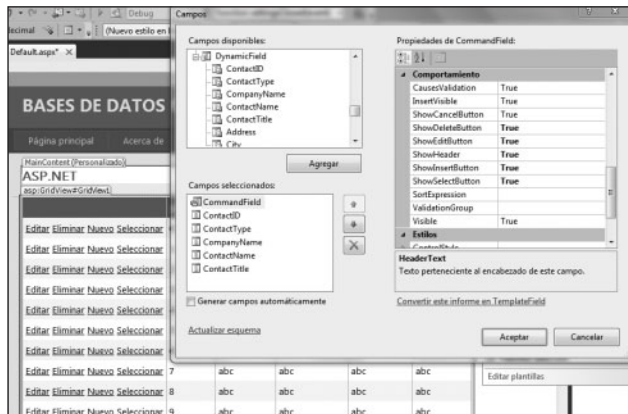 Debug
Campos
(Nuevo estilo en l
Default.aspx* ×
BASES DE DATOS
Página principal Acerca de
MainContent (Personalizado)
ASP.NET
asp:GridView#GridView1
Editar Eliminar Nuevo Seleccionar
Editar Eliminar Nuevo Seleccionar
Editar Eliminar Nuevo Seleccionar
Editar Eliminar Nuevo Seleccionar
Editar Eliminar Nuevo Seleccionar
Editar Eliminar Nuevo Seleccionar
Editar Eliminar Nuevo Seleccionar
Editar Eliminar Nuevo Seleccionar 7 abc abc abc abc
Editar Eliminar Nuevo Seleccionar 8 abc abc abc abc
Editar Eliminar Nuevo Seleccionar 9 abc abc abc abc
Campos disponibles:
DynamicField
ContactID
ContactType
CompanyName
ContactName
ContactTitle
Address
City
Agregar
Campos seleccionados:
CommandField
ContactID
ContactType
CompanyName
ContactName
ContactTitle
Generar campos automáticamente
Actualizar esquema
Propiedades de CommandField:
Comportamiento
CausesValidation True
InsertVisible True
ShowCancelButton True
ShowDeleteButton True
ShowEditButton True
ShowHeader True
ShowInsertButton True
ShowSelectButton True
SortExpression
ValidationGroup
Visible True
Estilos
ControlStyle
HeaderText
Texto perteneciente al encabezado de este campo.
Convertir este informe en TemplateField
Aceptar Cancelar
Editar plantillas